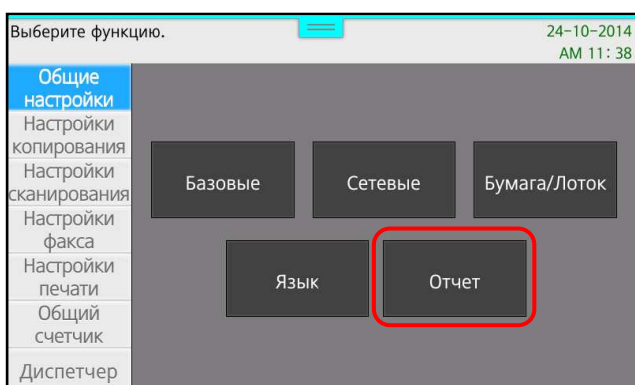 Выберите функцию.
24-10-2014
AM 11:38
Общие
настройки
Настройки
копирования
Настройки
сканирования
Настройки
факса
Настройки
печати
Общий
счетчик
Диспетчер
Базовые
Сетевые
Бумага/Лоток
Язык
Отчет